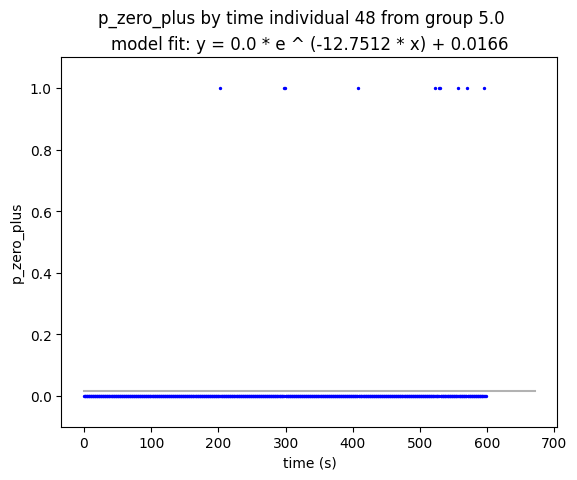 p_zero_plus by time individual 48 from group 5.0
model fit: y = 0.0 * e ^ (-12.7512 * x) + 0.0166
1.0
0.8
0.6
0.4
0.2
0.0
p_zero_plus
0 100 200 300 400 500 600 700
time (s)